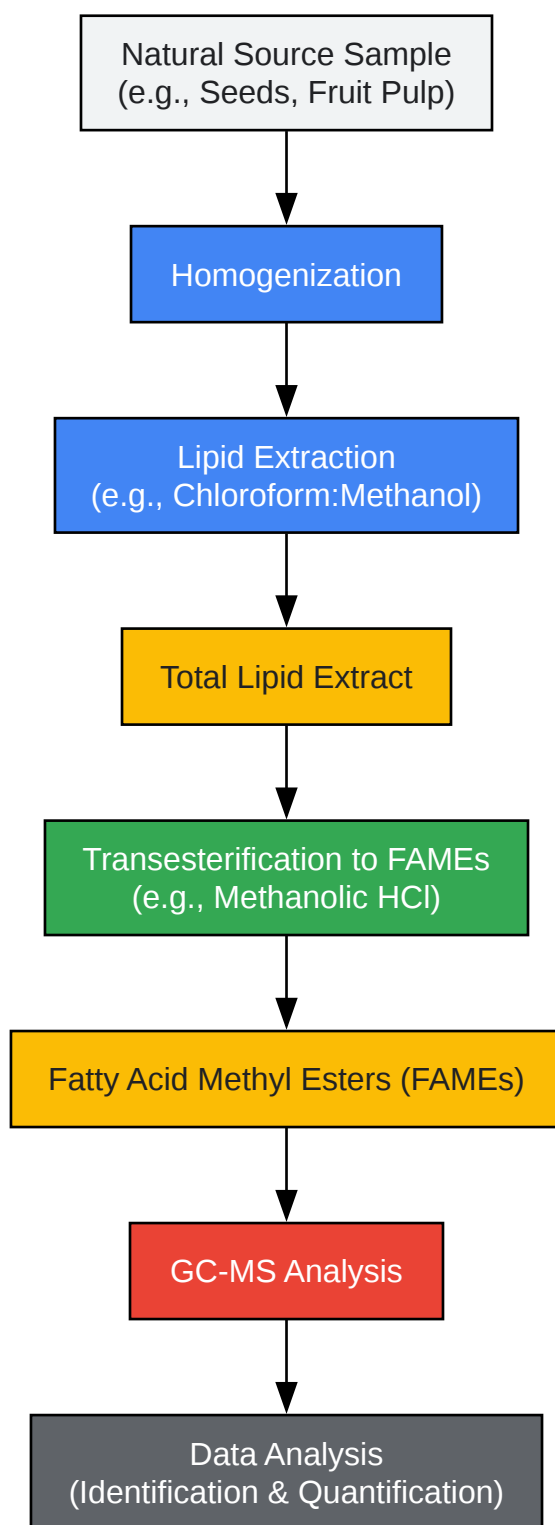 Natural Source Sample
(e.g., Seeds, Fruit Pulp)
Homogenization
Lipid Extraction
(e.g., Chloroform:Methanol)
Total Lipid Extract
Transesterification to FAMEs
(e.g., Methanolic HCl)
Fatty Acid Methyl Esters (FAMEs)
GC-MS Analysis
Data Analysis
(Identification & Quantification)